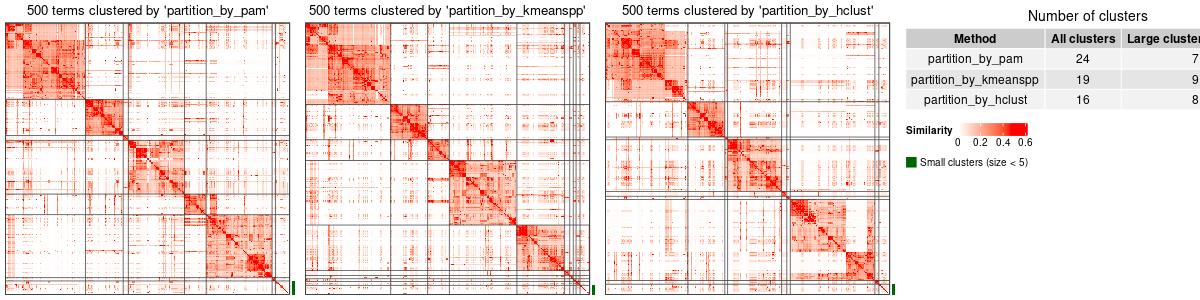 500 terms clustered by 'partition_by_pam'
500 terms clustered by 'partition_by_kmeanspp'
500 terms clustered by 'partition_by_hclust'
Number of clusters
Method All clusters Large cluster
partition_by_pam 24 7
partition_by_kmeanspp 19 9
partition_by_hclust 16 8
Similarity
0 0.2 0.4 0.6
Small clusters (size < 5)